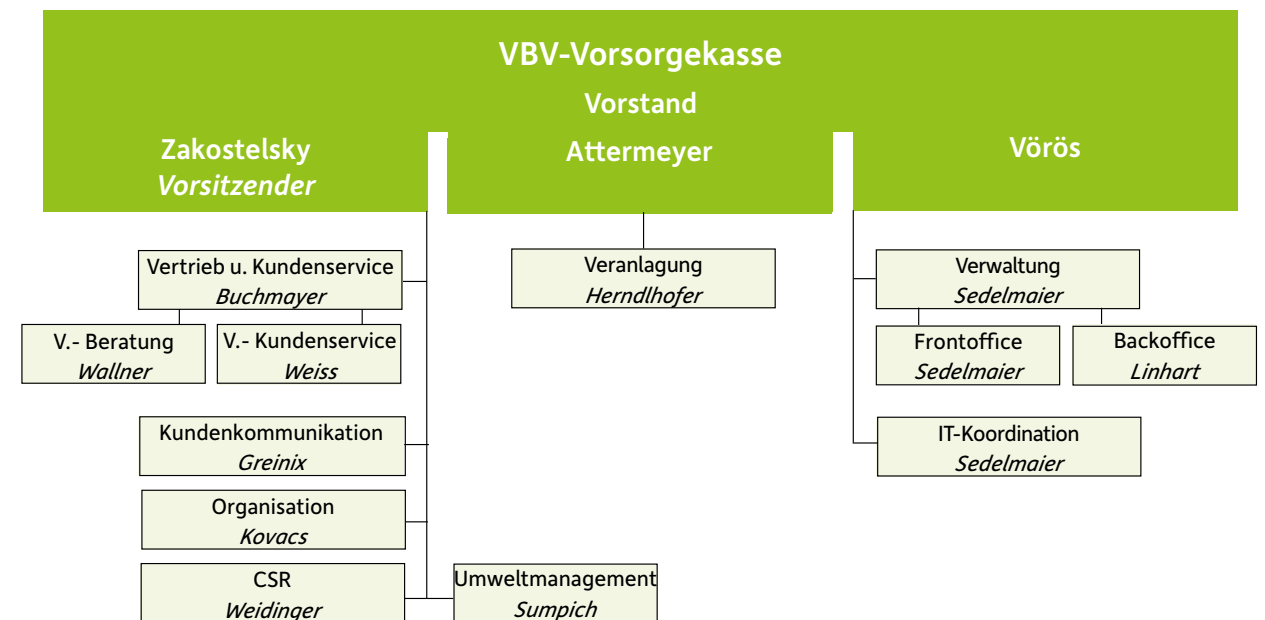 VBV-Vorsorgekasse
Vorstand
Zakostelsky
Vorsitzender
Attermeyer
Vörös
Vertrieb u. Kundenservice
Buchmayer
V.- Beratung
Wallner
V.- Kundenservice
Weiss
Kundenkommunikation
Greinix
Organisation
Kovacs
CSR
Weidinger
Umweltmanagement
Sumpich
Veranlagung
Herndlhofer
Verwaltung
Sedelmaier
Frontoffice
Sedelmaier
Backoffice
Linhart
IT-Koordination
Sedelmaier